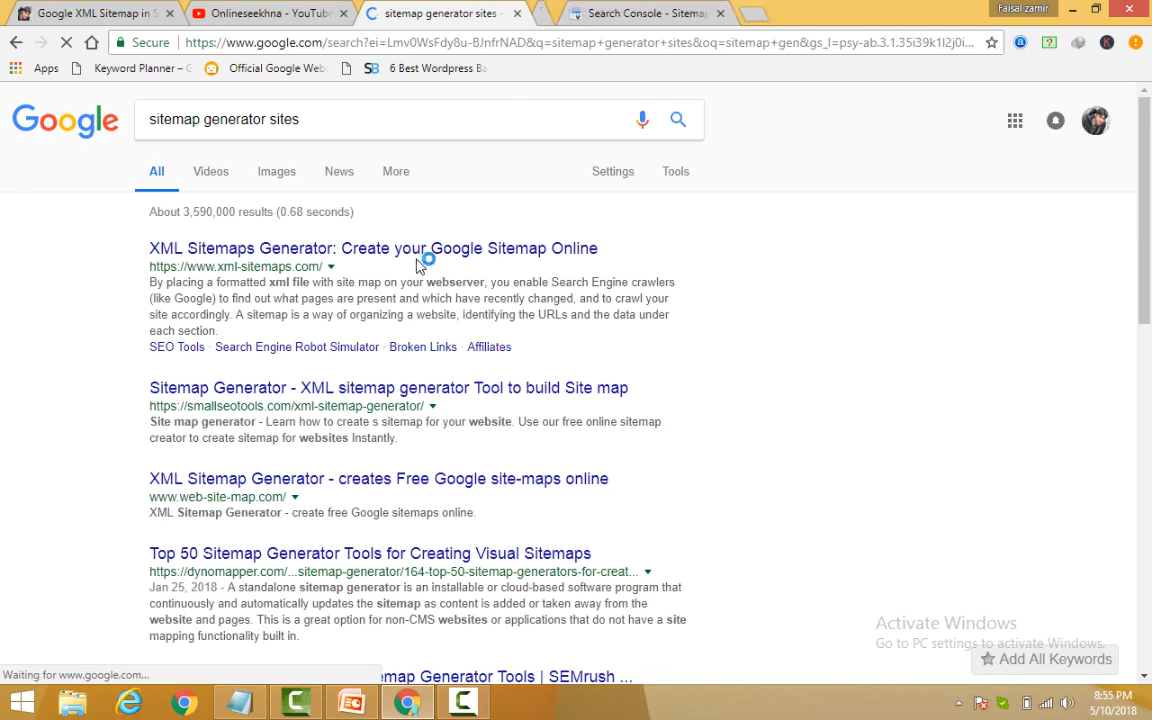 Google XML Sitemap in S
Onlineseekhna - YouTube
sitemap generator sites -
Search Console - Sitema
Faisal zamir
Secure
https://www.google.com/search?ei=Lmv0WsFdy8u-BJnfrNAD&q=sitemap+generator+sites&oq=sitemap+gen&gs_l=psy-ab.3.1.35i39k1l2j0i...
Apps
Keyword Planner – G
Official Google Web
6 Best Wordpress Ba
Google
sitemap generator sites
All
Videos
Images
News
More
Settings
Tools
About 3,590,000 results (0.68 seconds)
XML Sitemaps Generator: Create your Google Sitemap Online
https://www.xml-sitemaps.com/
By placing a formatted xml file with site map on your webserver, you enable Search Engine crawlers
(like Google) to find out what pages are present and which have recently changed, and to crawl your
site accordingly. A sitemap is a way of organizing a website, identifying the URLs and the data under
each section.
SEO Tools · Search Engine Robot Simulator · Broken Links · Affiliates
Sitemap Generator - XML sitemap generator Tool to build Site map
https://smallseotools.com/xml-sitemap-generator/
Site map generator - Learn how to create s sitemap for your website. Use our free online sitemap
creator to create sitemap for websites Instantly.
XML Sitemap Generator - creates Free Google site-maps online
www.web-site-map.com/
XML Sitemap Generator - create free Google sitemaps online.
Top 50 Sitemap Generator Tools for Creating Visual Sitemaps
https://dynomapper.com/...sitemap-generator/164-top-50-sitemap-generators-for-creat...
Jan 25, 2018 - A standalone sitemap generator is an installable or cloud-based software program that
continuously and automatically updates the sitemap as content is added or taken away from the
website and pages. This is a great option for non-CMS websites or applications that do not have a site
mapping functionality built in.
Activate Windows
Go to PC settings to activate Windows.
Add All Keywords
Waiting for www.google.com...
emap Generator Tools | SEMrush ...
8:55 PM
5/10/2018